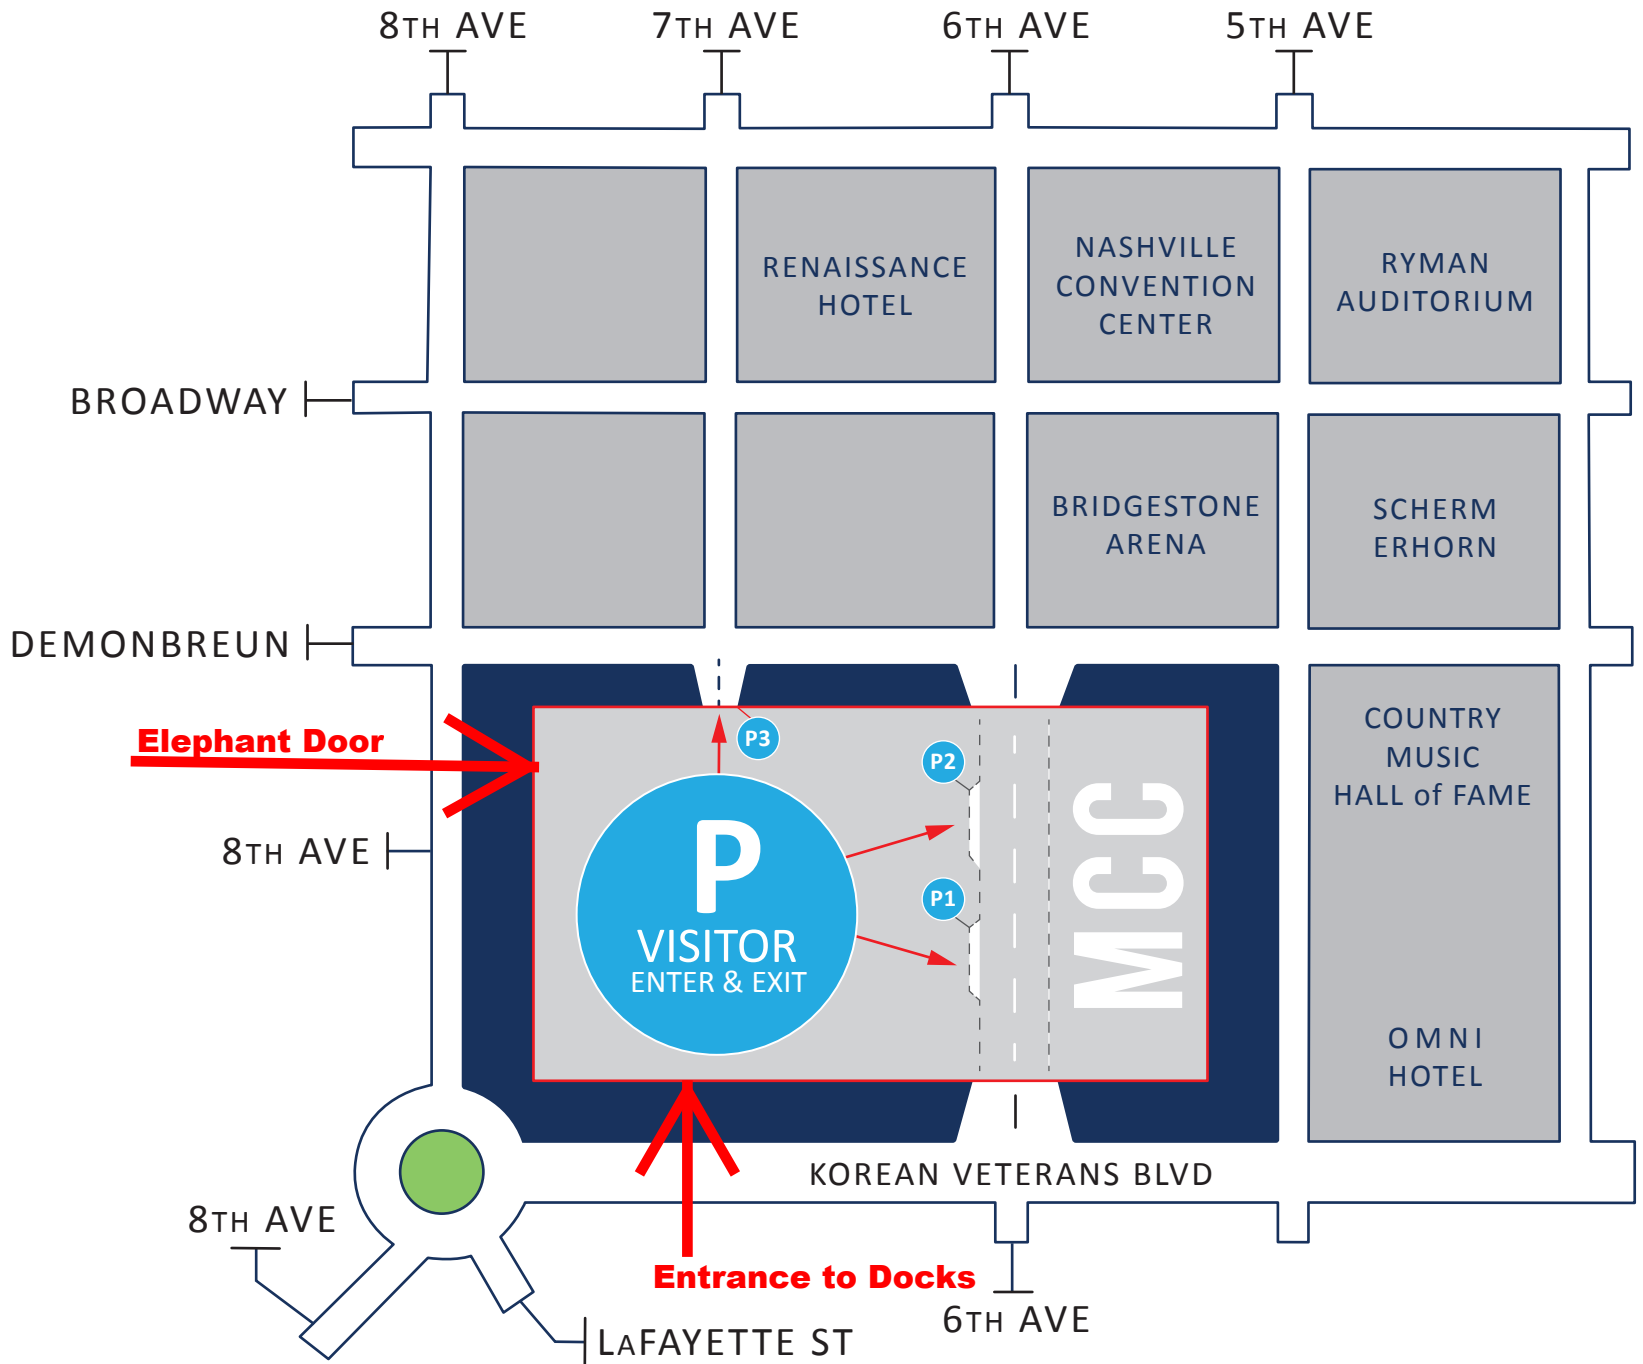 8TH AVE
7TH AVE
6TH AVE
5TH AVE
RENAISSANCE
HOTEL
NASHVILLE
CONVENTION
CENTER
RYMAN
AUDITORIUM
BROADWAY
BRIDGESTONE
ARENA
SCHERM
ERHORN
DEMONBREUN
Elephant Door
P3
P2
P1
MCC
COUNTRY
MUSIC
HALL of FAME
8TH AVE
P
VISITOR
ENTER & EXIT
OMNI
HOTEL
KOREAN VETERANS BLVD
8TH AVE
Entrance to Docks
6TH AVE
LAFAYETTE ST